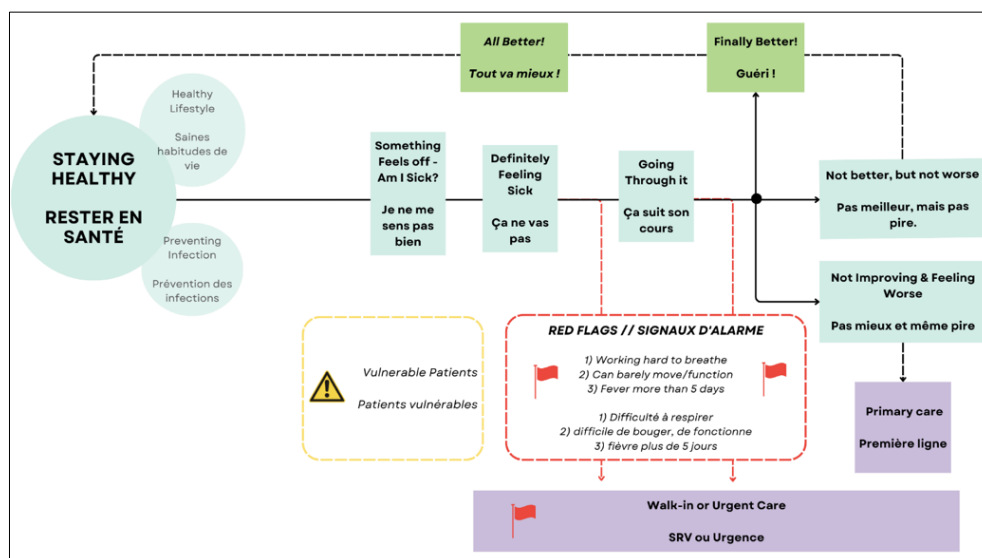 All Better!
Tout va mieux !
Finally Better!
Guéri !
Healthy
Lifestyle
Saines
habitudes de
vie
STAYING
HEALTHY
RESTER EN
SANTÉ
Preventing
Infection
Prévention des
infections
Something
Feels off -
Am I Sick?
Je ne me
sens pas
bien
Definitely
Feeling
Sick
Ça ne vas
pas
Going
Through it
Ça suit son
cours
Not better, but not worse
Pas meilleur, mais pas
pire.
Not Improving & Feeling
Worse
Pas mieux et même pire
Vulnerable Patients
Patients vulnérables
RED FLAGS // SIGNAUX D'ALARME
1) Working hard to breathe
2) Can barely move/function
3) Fever more than 5 days
1) Difficulté à respirer
2) difficile de bouger, de fonctionne
3) fièvre plus de 5 jours
Primary care
Première ligne
Walk-in or Urgent Care
SRV ou Urgence